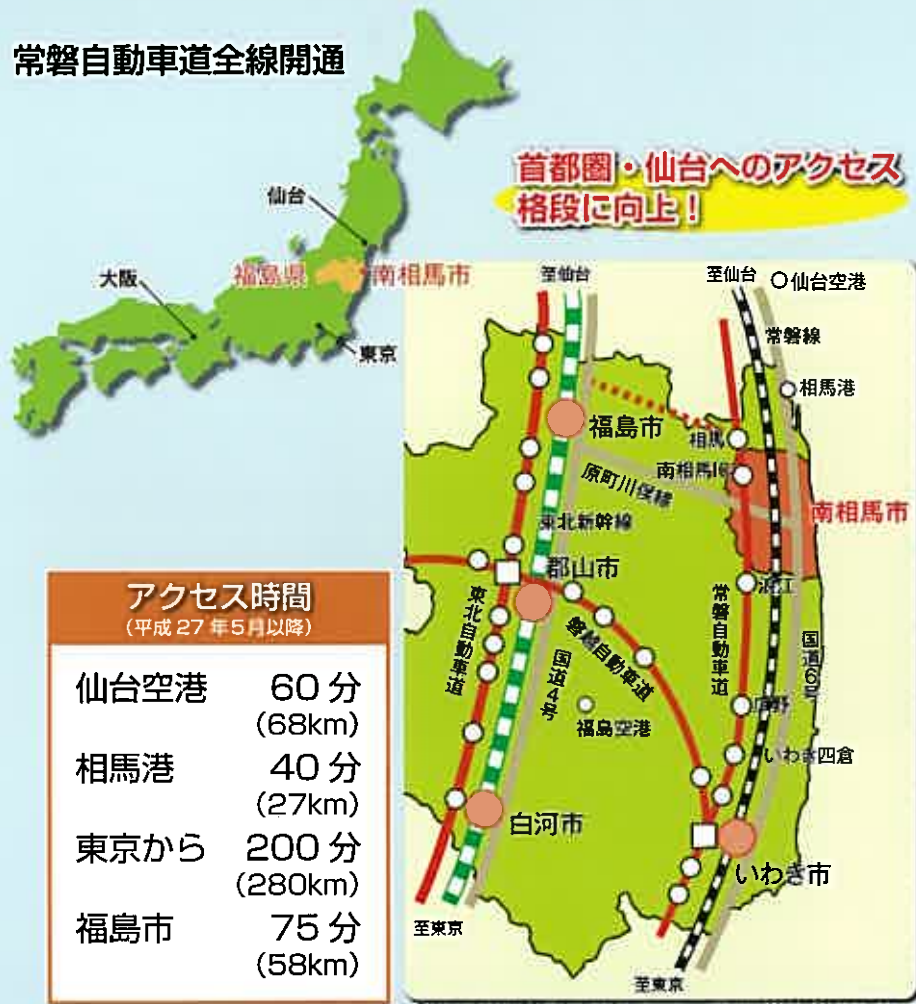 常磐自動車道全線開通
仙台
福島県
南相馬市
大阪
東京
首都圏・仙台へのアクセス
格段に向上！
至仙台
至仙台
仙台空港
常磐線
相馬港
福島市
相馬
南相馬
原町川俣線
南相馬市
東北新幹線
郡山市
浪江
東北自動車道
磐越自動車道
常磐自動車道
国道4号
国道6号
福島空港
広野
いわき四倉
白河市
いわき市
至東京
至東京
アクセス時間
(平成27年5月以降)
仙台空港 60分
(68km)
相馬港 40分
(27km)
東京から 200分
(280km)
福島市 75分
(58km)